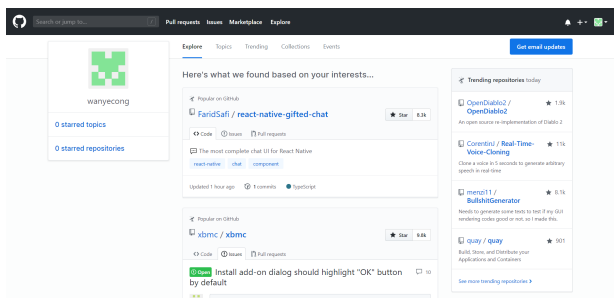 Search or jump to...
Pull requests Issues Marketplace Explore
wanyecong
0 starred topics
0 starred repositories
Explore Topics Trending Collections Events
Get email updates
Here's what we found based on your interests...
Popular on GitHub
FaridSafi / react-native-gifted-chat
Star 8.3k
Code Issues Pull requests
The most complete chat UI for React Native
react-native chat component
Updated 1 hour ago 1 commits TypeScript
Popular on GitHub
xbmc / xbmc
Star 9.8k
Code Issues Pull requests
Open Install add-on dialog should highlight "OK" button
by default
Trending repositories today
OpenDiablo2 / 1.9k
OpenDiablo2
An open source re-implementation of Diablo 2
CorentinJ / Real-Time- 11k
Voice-Cloning
Clone a voice in 5 seconds to generate arbitrary
speech in real-time
menzi11 / 8.1k
BullshitGenerator
Needs to generate some texts to test if my GUI
rendering codes good or not. so I made this.
quay / quay 901
Build, Store, and Distribute your
Applications and Containers
See more trending repositories